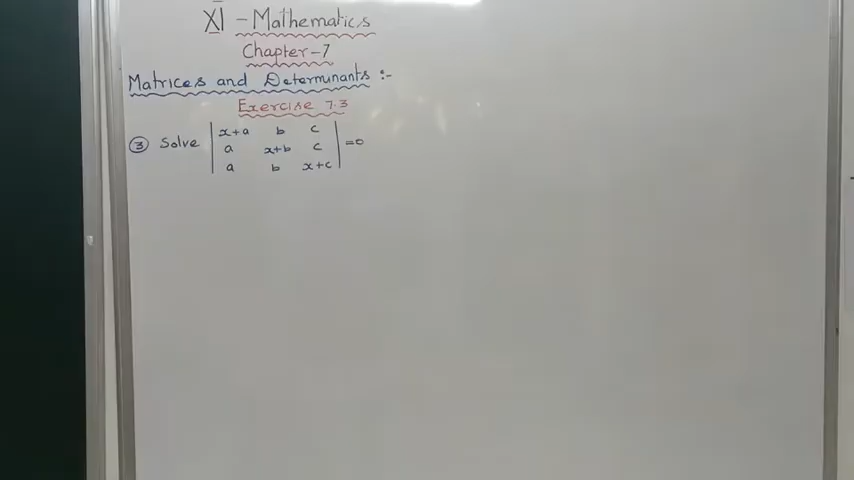 XI - Mathematics
Chapter-7
Matrices and Determinants :-
Exercise 7.3
③ Solve | x+a b c |
| a x+b c | =0
| a b x+c |